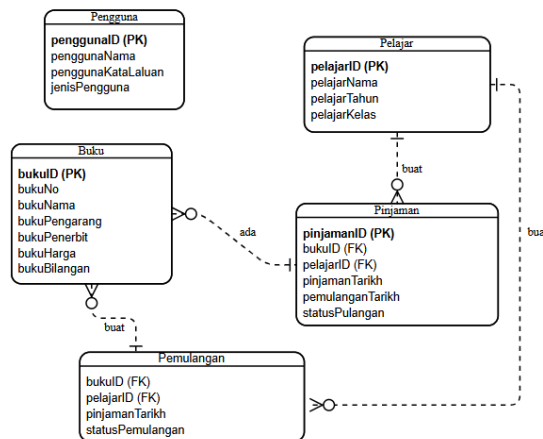 Pengguna
penggunaID (PK)
penggunaNama
penggunaKataLaluan
jenisPengguna
Pelajar
pelajarID (PK)
pelajarNama
pelajarTahun
pelajarKelas
buat
Buku
bukuID (PK)
bukuNo
bukuNama
bukuPengarang
bukuPenerbit
bukuHarga
bukuBilangan
ada
Pinjaman
pinjamanID (PK)
bukuID (FK)
pelajarID (FK)
pinjamanTarikh
pemulanganTarikh
statusPulangan
bua
buat
Pemulangan
bukuID (FK)
pelajarID (FK)
pinjamanTarikh
statusPemulangan